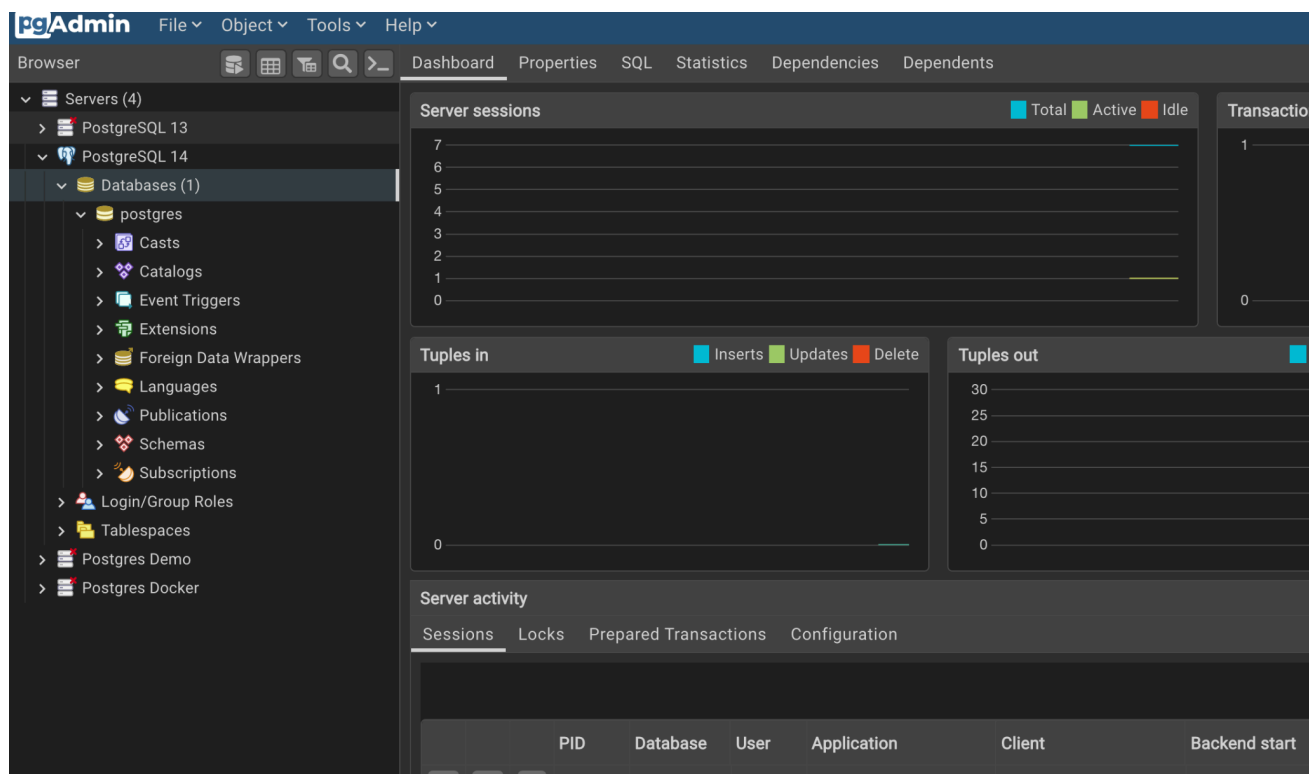 pgAdmin File Object Tools Help
Browser
Dashboard Properties SQL Statistics Dependencies Dependents
Servers (4)
PostgreSQL 13
PostgreSQL 14
Databases (1)
postgres
Casts
Catalogs
Event Triggers
Extensions
Foreign Data Wrappers
Languages
Publications
Schemas
Subscriptions
Login/Group Roles
Tablespaces
Postgres Demo
Postgres Docker
Server sessions Total Active Idle
7
6
5
4
3
2
1
0
Transactio
1
0
Tuples in Inserts Updates Delete
1
0
Tuples out
30
25
20
15
10
5
0
Server activity
Sessions Locks Prepared Transactions Configuration
PID Database User Application Client Backend start